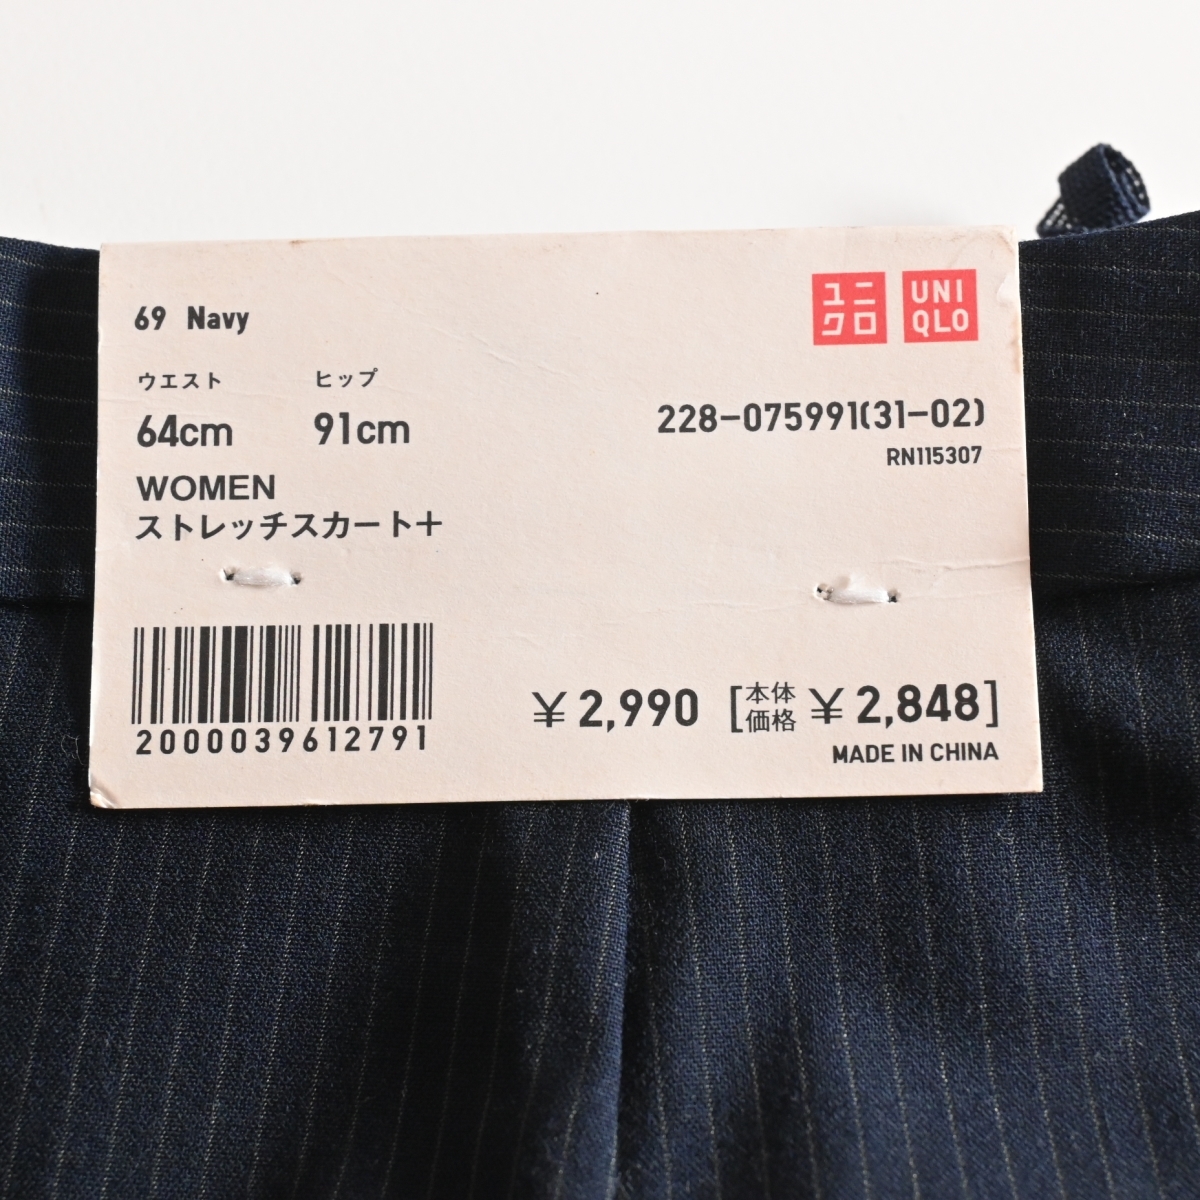 69 Navy
ユニ
クロ
UNI
QLO
ウエスト ヒップ
64cm 91cm
228-075991(31-02)
RN115307
WOMEN
ストレッチスカート+
2000039612791
¥2,990 [本体価格 ¥2,848]
MADE IN CHINA